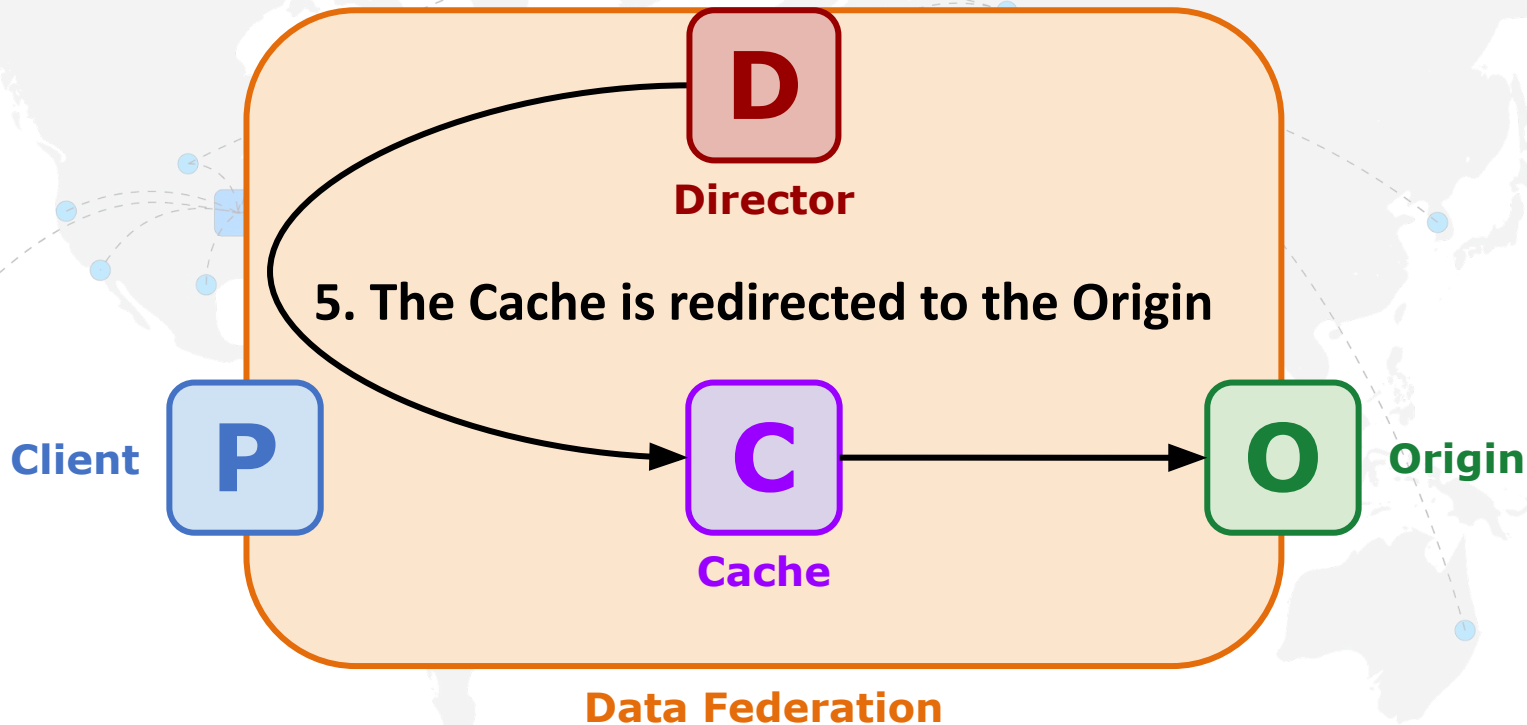 D
Director
5. The Cache is redirected to the Origin
Client
P
C
O
Origin
Cache
Data Federation